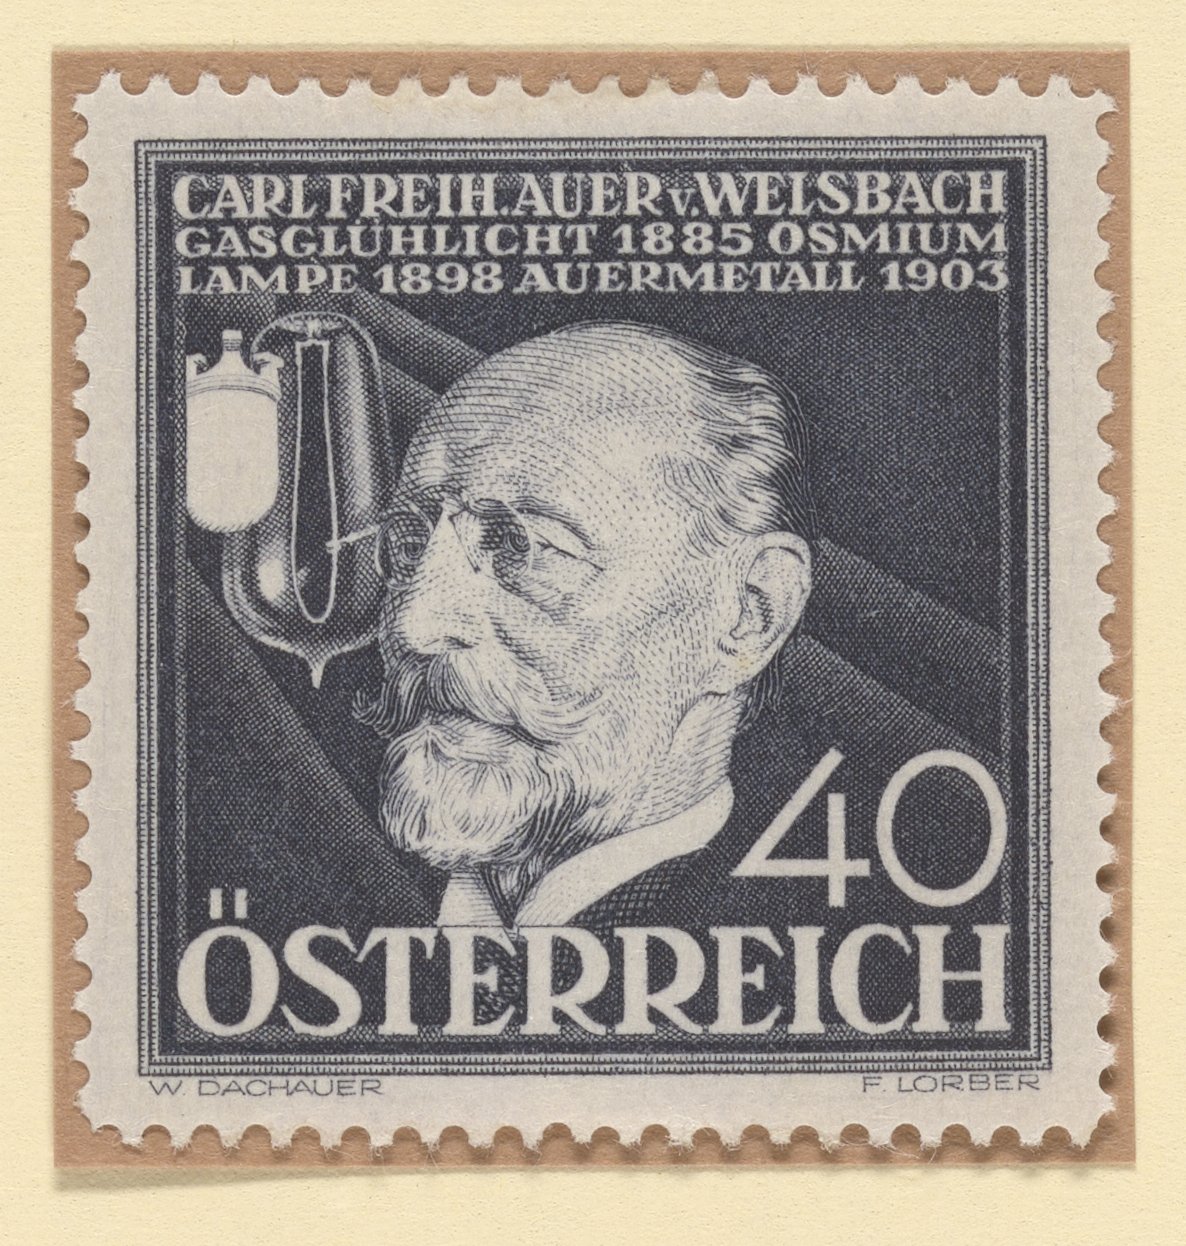 CARL FREIH. AUER v. WELSBACH
GASGLÜHLICHT 1885 OSMIUM
LAMPE 1898 AUERMETALL 1903
40
ÖSTERREICH
W. DACHAUER F. LORBER